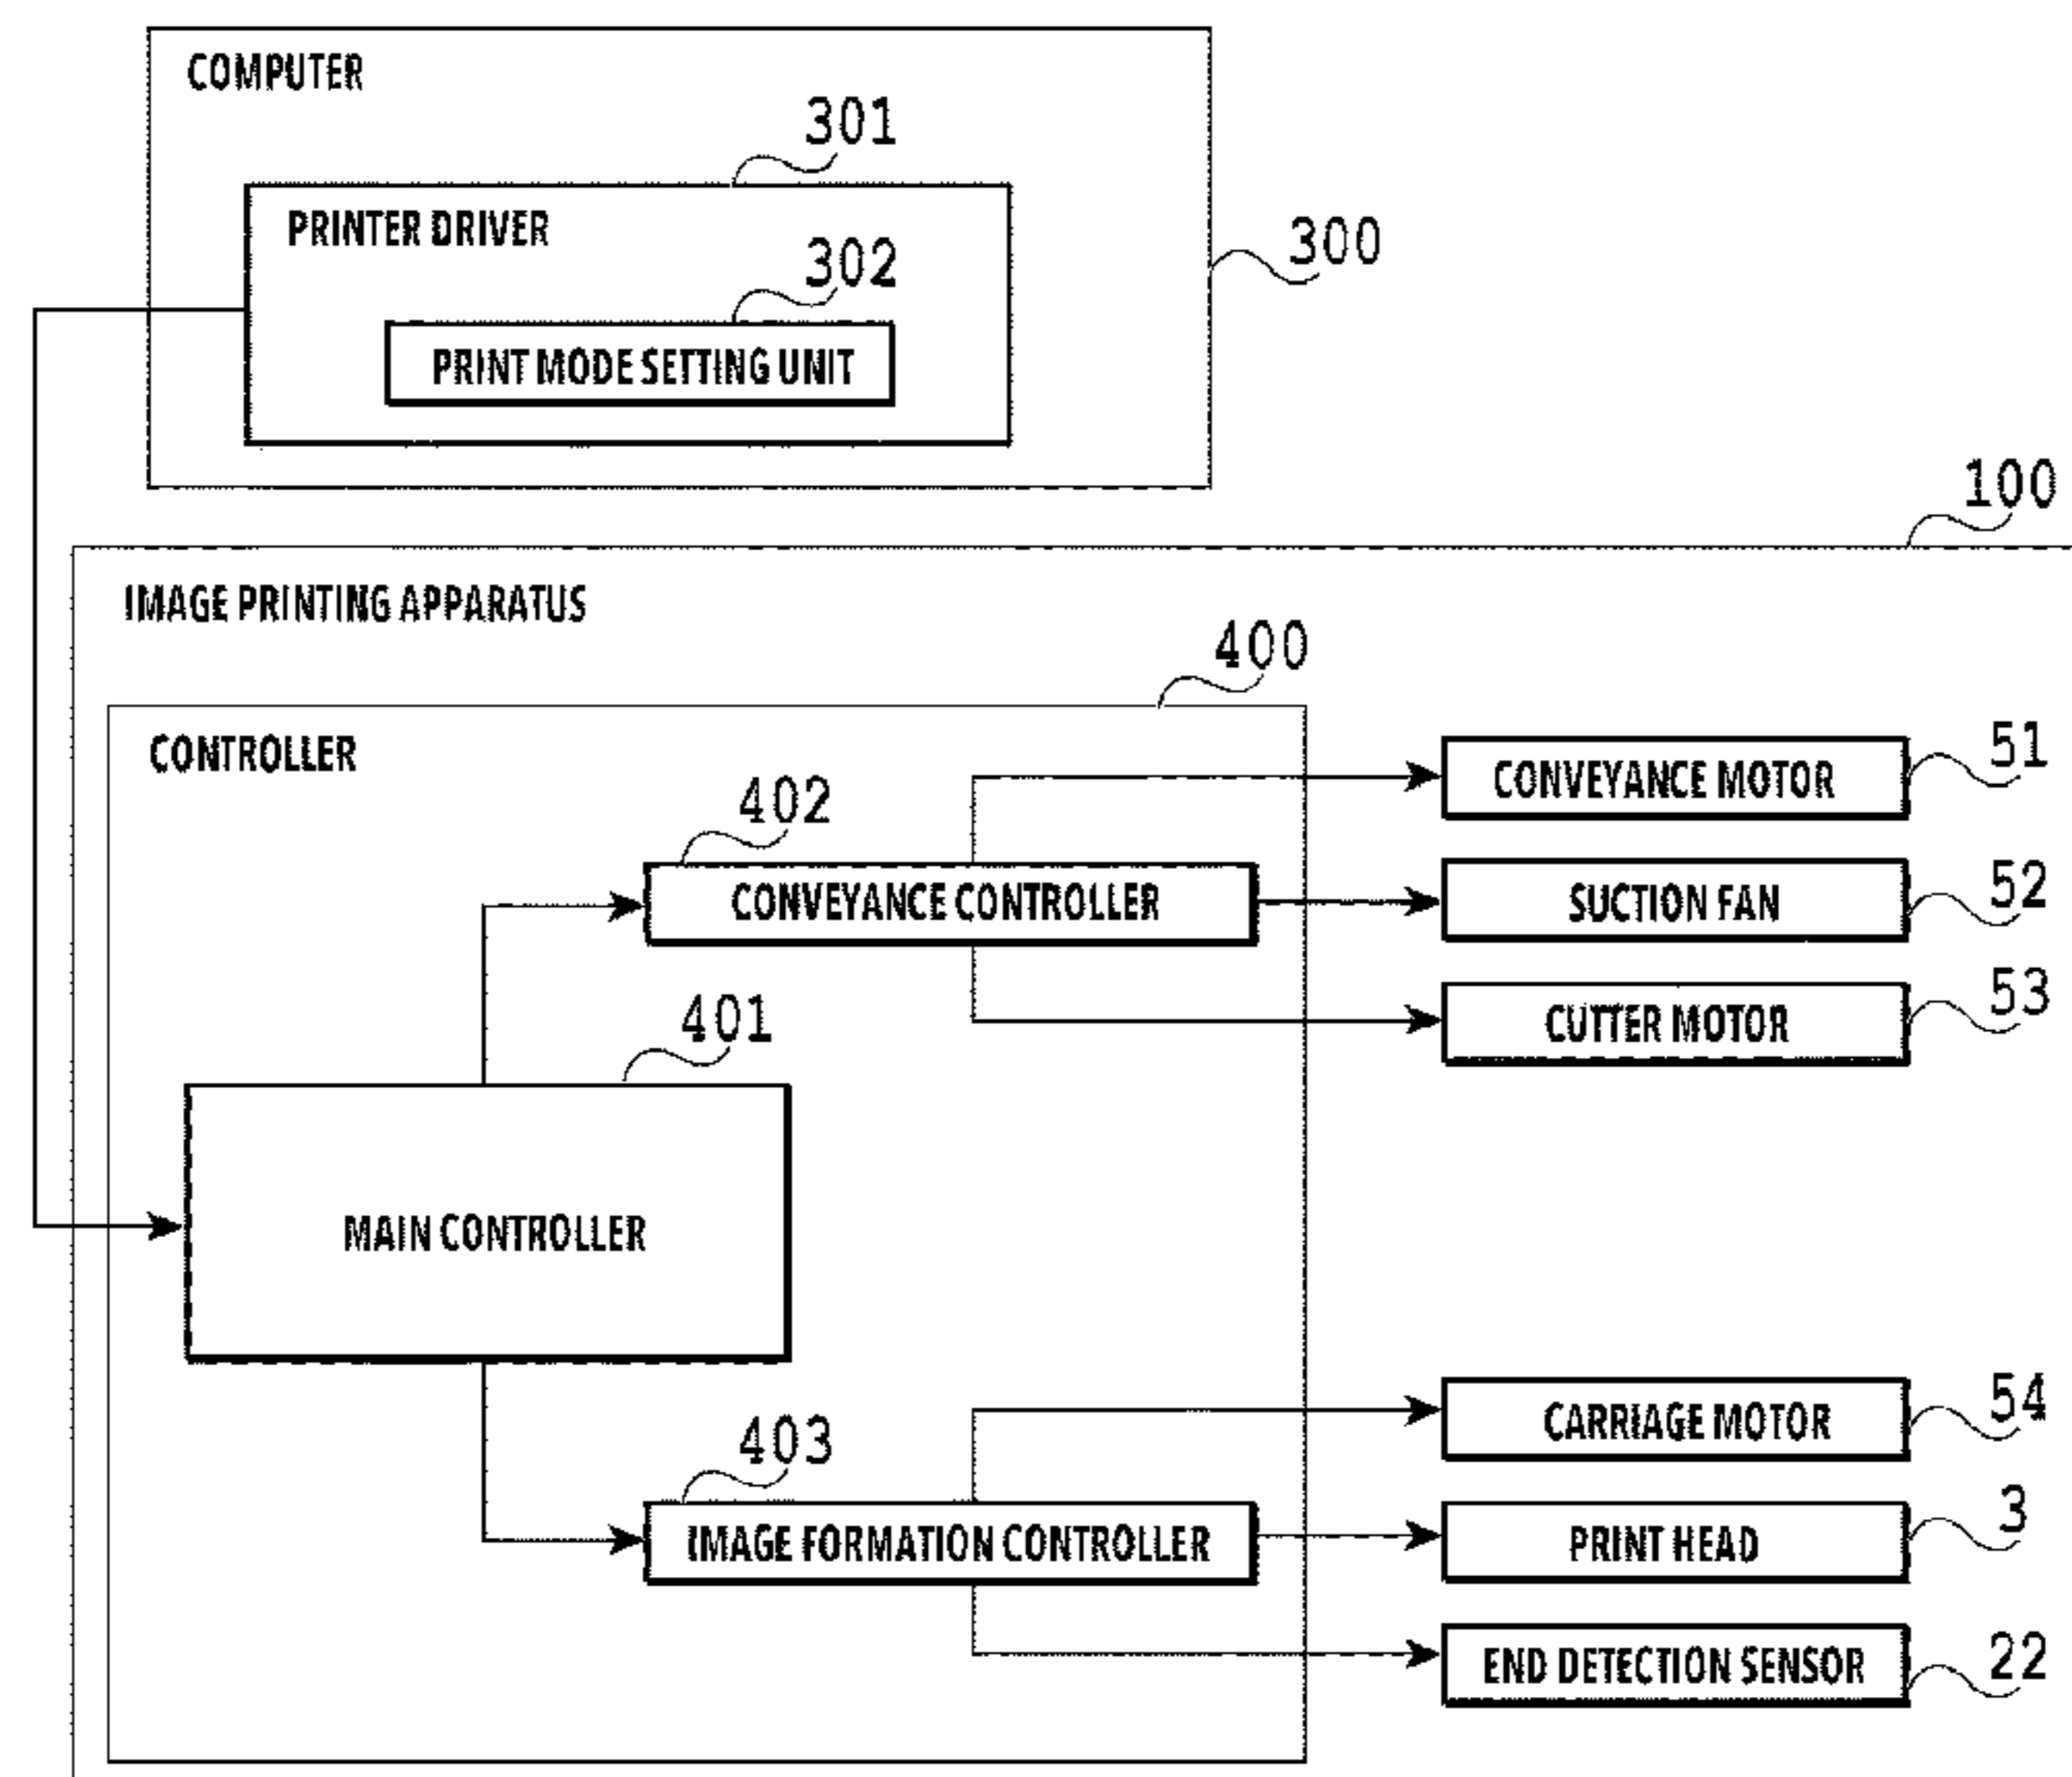 COMPUTER
301
PRINTER DRIVER
302
300
PRINT MODE SETTING UNIT
100
IMAGE PRINTING APPARATUS
400
CONTROLLER
51
CONVEYANCE MOTOR
402
52
CONVEYANCE CONTROLLER
SUCTION FAN
53
401
CUTTER MOTOR
MAIN CONTROLLER
54
CARRIAGE MOTOR
403
3
IMAGE FORMATION CONTROLLER
PRINT HEAD
22
END DETECTION SENSOR